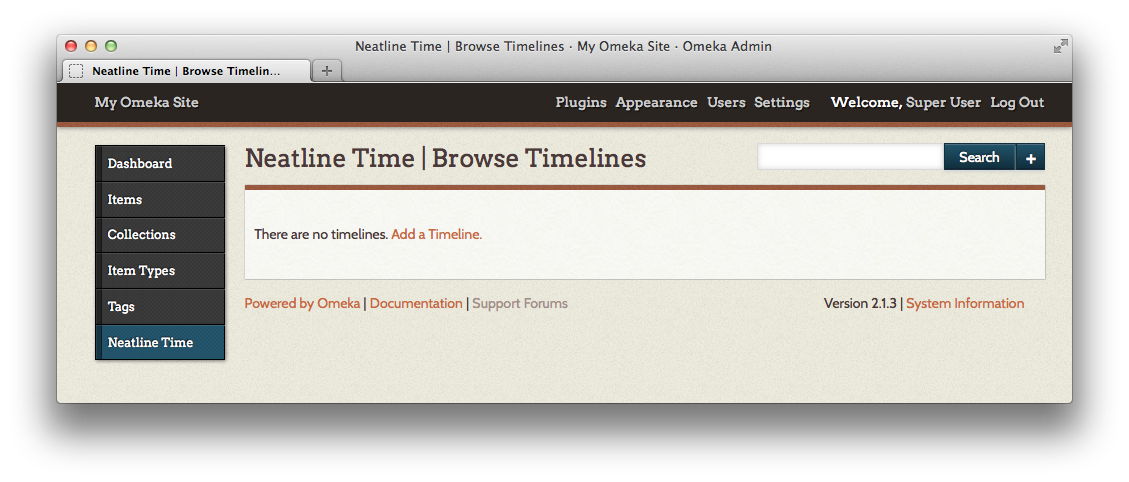 Neatline Time | Browse Timelines · My Omeka Site · Omeka Admin
Neatline Time | Browse Timelin...
My Omeka Site
Plugins Appearance Users Settings Welcome, Super User Log Out
Dashboard
Items
Collections
Item Types
Tags
Neatline Time
Neatline Time | Browse Timelines
Search +
There are no timelines. Add a Timeline.
Powered by Omeka | Documentation | Support Forums
Version 2.1.3 | System Information